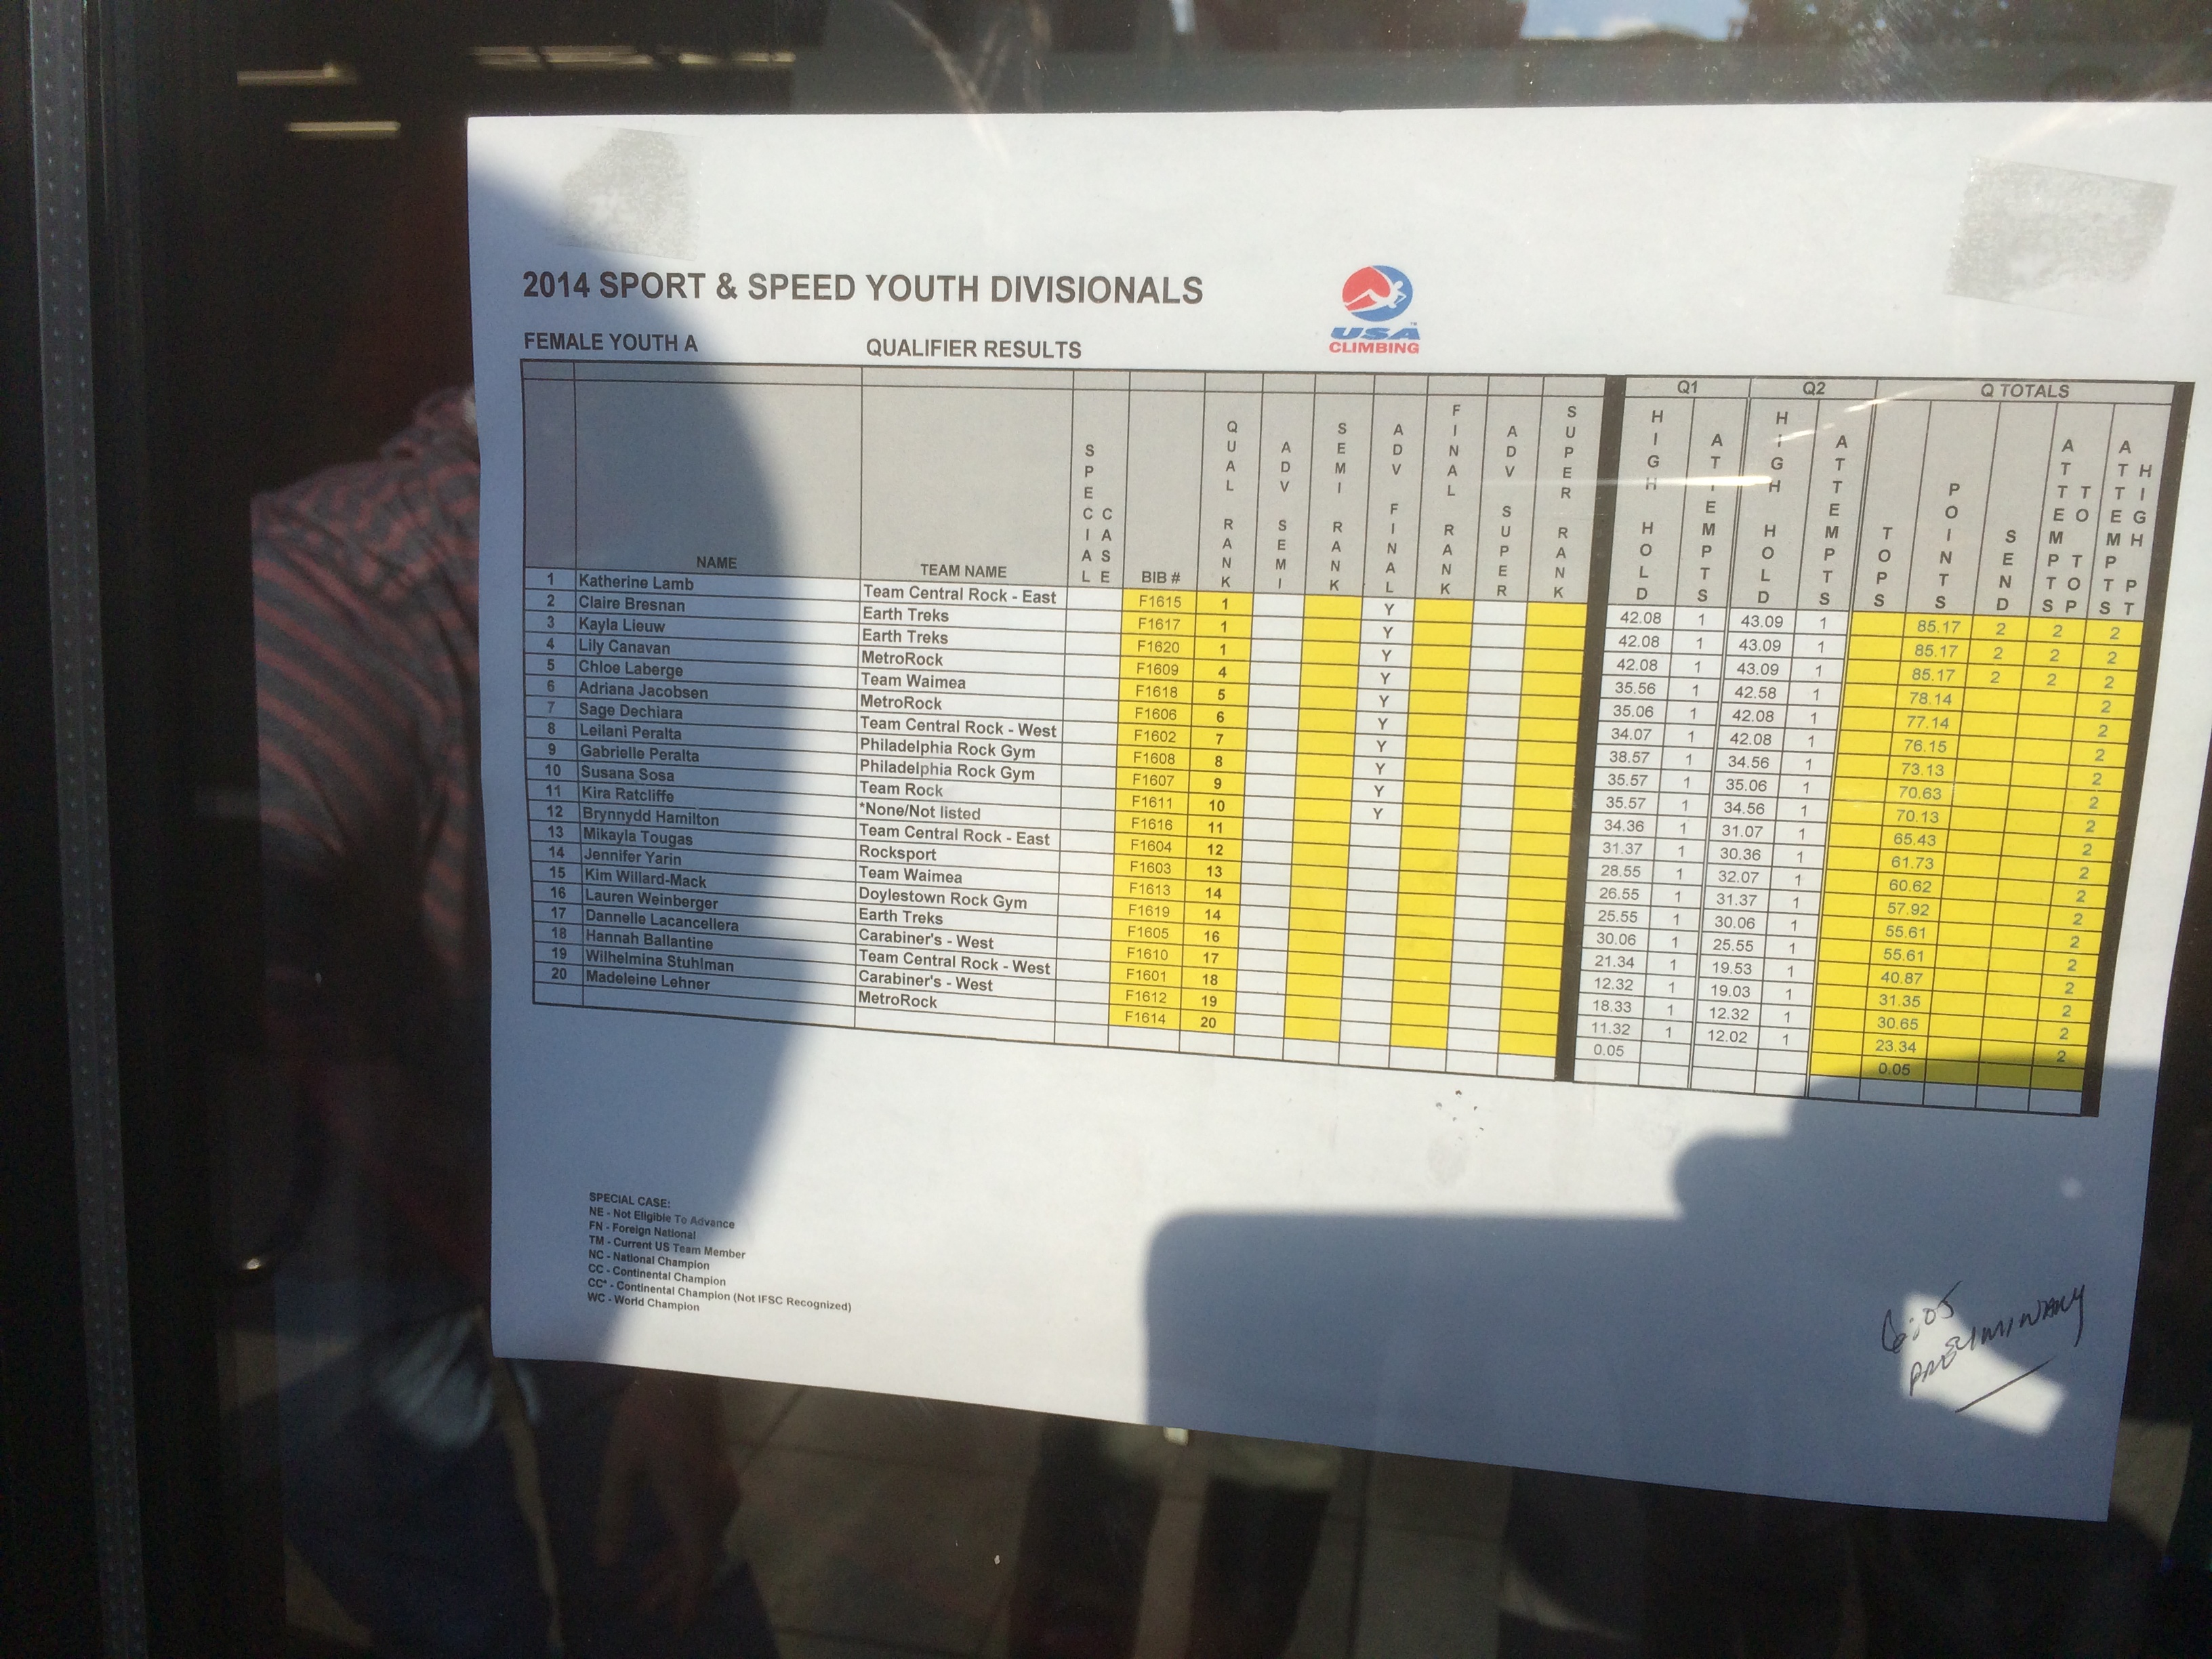 2014 SPORT & SPEED YOUTH DIVISIONALS
USA
CLIMBING
FEMALE YOUTH A QUALIFIER RESULTS
Q1 Q2 Q TOTALS
NAME TEAM NAME SPECIAL CASE BIB # QUAL RANK ADV SEMI SEMI RANK ADV FINAL FINAL RANK ADV SUPER SUPER RANK HIGH HOLD ATTEMPTS HIGH HOLD ATTEMPTS TOPS POINTS SEND ATTEMPTS TO TOP ATTEMPTS HIGH PT
1 Katherine Lamb Team Central Rock - East F1615 1 Y 42.08 1 43.09 1 85.17 2 2 2
2 Claire Bresnan Earth Treks F1617 1 Y 42.08 1 43.09 1 85.17 2 2 2
3 Kayla Lieuw Earth Treks F1620 1 Y 42.08 1 43.09 1 85.17 2 2 2
4 Lily Canavan MetroRock F1609 4 Y 35.56 1 42.58 1 78.14 2
5 Chloe Laberge Team Waimea F1618 5 Y 35.06 1 42.08 1 77.14 2
6 Adriana Jacobsen MetroRock F1606 6 Y 34.07 1 42.08 1 76.15 2
7 Sage Dechiara Team Central Rock - West F1602 7 Y 38.57 1 34.56 1 73.13 2
8 Leilani Peralta Philadelphia Rock Gym F1608 8 Y 35.57 1 35.06 1 70.63 2
9 Gabrielle Peralta Philadelphia Rock Gym F1607 9 Y 35.57 1 34.56 1 70.13 2
10 Susana Sosa Team Rock F1611 10 Y 34.36 1 31.07 1 65.43 2
11 Kira Ratcliffe *None/Not listed F1616 11 31.37 1 30.36 1 61.73 2
12 Brynnydd Hamilton Team Central Rock - East F1604 12 28.55 1 32.07 1 60.62 2
13 Mikayla Tougas Rocksport F1603 13 26.55 1 31.37 1 57.92 2
14 Jennifer Yarin Team Waimea F1613 14 25.55 1 30.06 1 55.61 2
15 Kim Willard-Mack Doylestown Rock Gym F1619 14 30.06 1 25.55 1 55.61 2
16 Lauren Weinberger Earth Treks F1605 16 21.34 1 19.53 1 40.87 2
17 Dannelle Lacancellera Carabiner's - West F1610 17 12.32 1 19.03 1 31.35 2
18 Hannah Ballantine Team Central Rock - West F1601 18 18.33 1 12.32 1 30.65 2
19 Wilhelmina Stuhlman Carabiner's - West F1612 19 11.32 1 12.02 1 23.34 2
20 Madeleine Lehner MetroRock F1614 20 0.05 0.05
SPECIAL CASE:
NE - Not Eligible To Advance
FN - Foreign National
TM - Current US Team Member
NC - National Champion
CC - Continental Champion
CC* - Continental Champion (Not IFSC Recognized)
WC - World Champion
6:05
PRELIMINARY